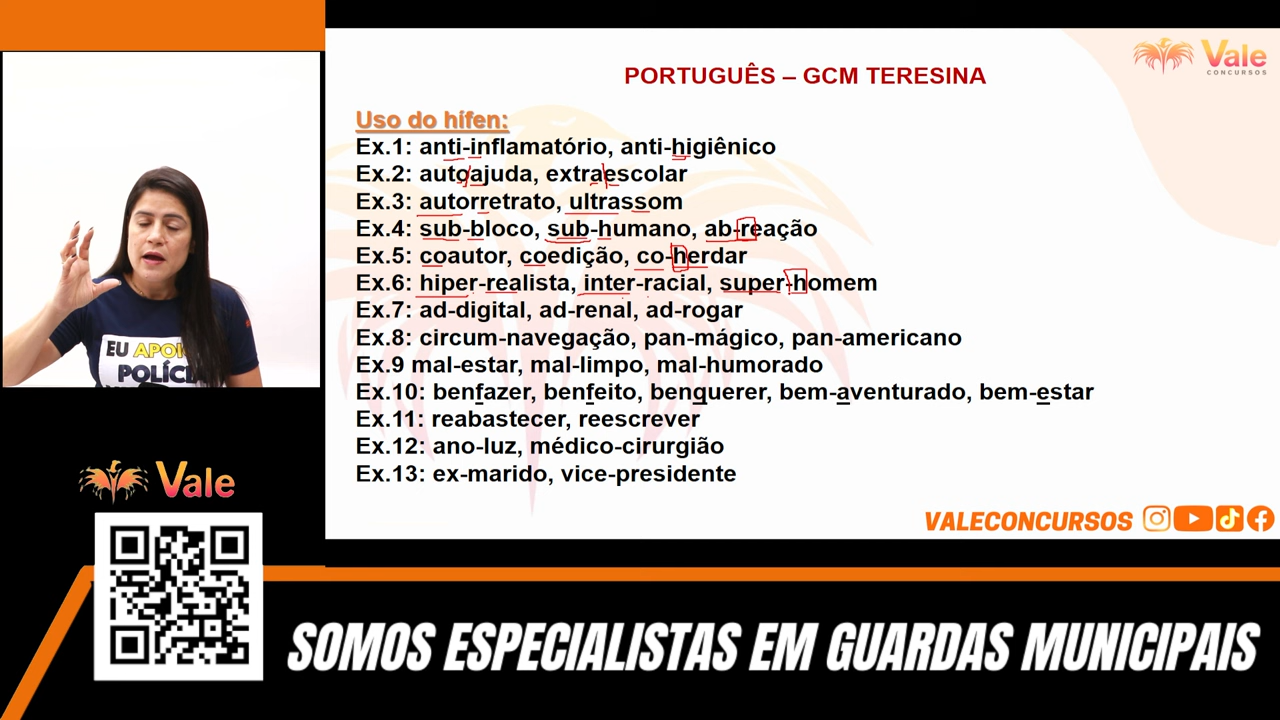 PORTUGUÊS – GCM TERESINA
Vale
CONCURSOS
Uso do hífen:
Ex.1: anti-inflamatório, anti-higiênico
Ex.2: autoajuda, extraescolar
Ex.3: autorretrato, ultrassom
Ex.4: sub-bloco, sub-humano, ab-reação
Ex.5: coautor, coedição, co-herdar
Ex.6: hiper-realista, inter-racial, super-homem
Ex.7: ad-digital, ad-renal, ad-rogar
Ex.8: circum-navegação, pan-mágico, pan-americano
Ex.9 mal-estar, mal-limpo, mal-humorado
Ex.10: benfazer, benfeito, benquerer, bem-aventurado, bem-estar
Ex.11: reabastecer, reescrever
Ex.12: ano-luz, médico-cirurgião
Ex.13: ex-marido, vice-presidente
EU APOI
POLÍCI
Vale
VALECONCURSOS
SOMOS ESPECIALISTAS EM GUARDAS MUNICIPAIS